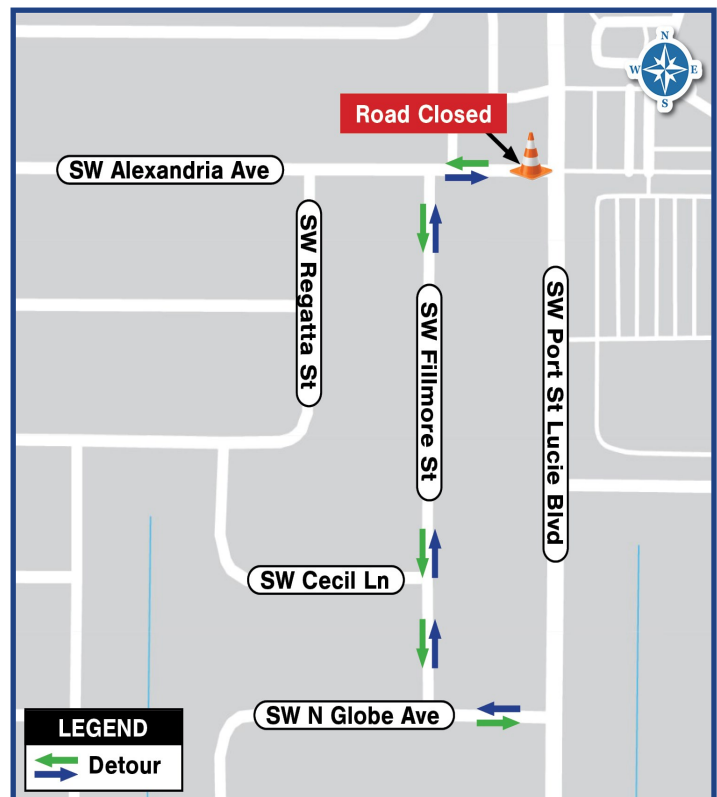 N
W E
S
Road Closed
SW Alexandria Ave
SW Regatta St
SW Fillmore St
SW Port St Lucie Blvd
SW Cecil Ln
SW N Globe Ave
LEGEND
Detour